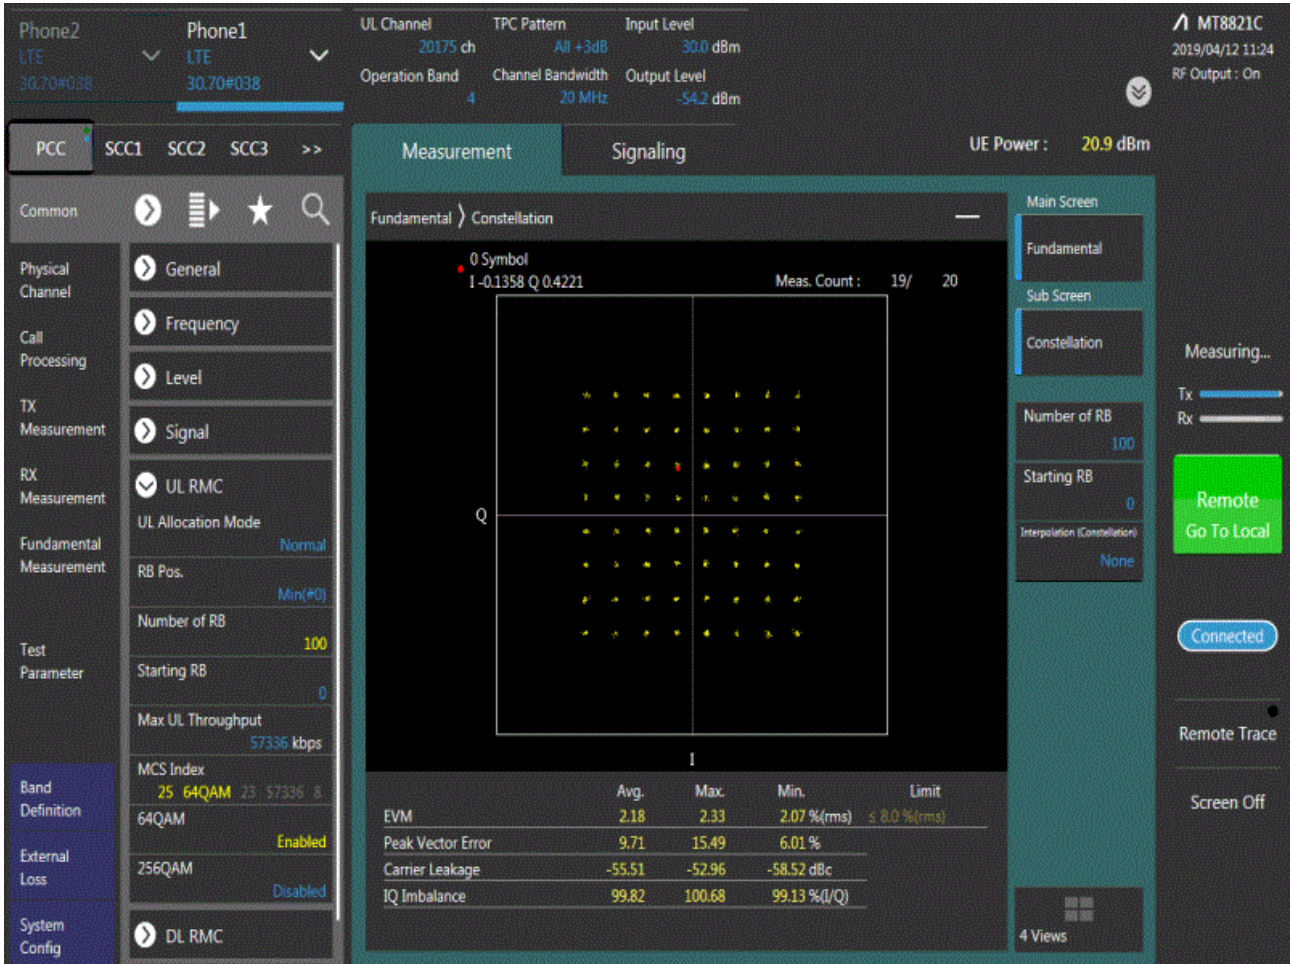 Phone2
LTE
30.70#038
Phone1
LTE
30.70#038
UL Channel
20175 ch
TPC Pattern
All +3dB
Input Level
30.0 dBm
Operation Band
4
Channel Bandwidth
20 MHz
Output Level
-54.2 dBm
MT8821C
2019/04/12 11:24
RF Output : On
PCC SCC1 SCC2 SCC3 >>
Measurement
Signaling
UE Power : 20.9 dBm
Common
Physical
Channel
Call
Processing
TX
Measurement
RX
Measurement
Fundamental
Measurement
Test
Parameter
Band
Definition
External
Loss
System
Config
General
Frequency
Level
Signal
UL RMC
UL Allocation Mode
Normal
RB Pos.
Min(#0)
Number of RB
100
Starting RB
0
Max UL Throughput
57336 kbps
MCS Index
25 64QAM 23 57336 8
64QAM
Enabled
256QAM
Disabled
DL RMC
Fundamental 〉 Constellation
0 Symbol
I -0.1358 Q 0.4221
Meas. Count : 19/ 20
Q
I
Avg. Max. Min. Limit
EVM 2.18 2.33 2.07 %(rms) ≤ 8.0 %(rms)
Peak Vector Error 9.71 15.49 6.01 %
Carrier Leakage -55.51 -52.96 -58.52 dBc
IQ Imbalance 99.82 100.68 99.13 %(I/Q)
Main Screen
Fundamental
Sub Screen
Constellation
Number of RB
100
Starting RB
0
Interpolation (Constellation)
None
4 Views
Measuring...
Tx
Rx
Remote
Go To Local
Connected
Remote Trace
Screen Off